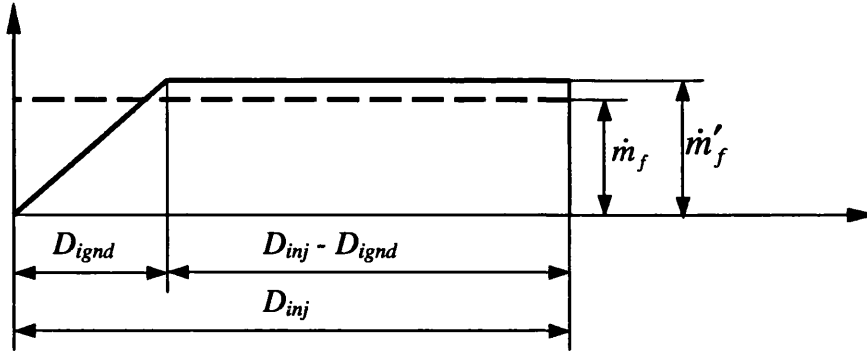 ṁ_f
ṁ′_f
D_ignd
D_inj - D_ignd
D_inj